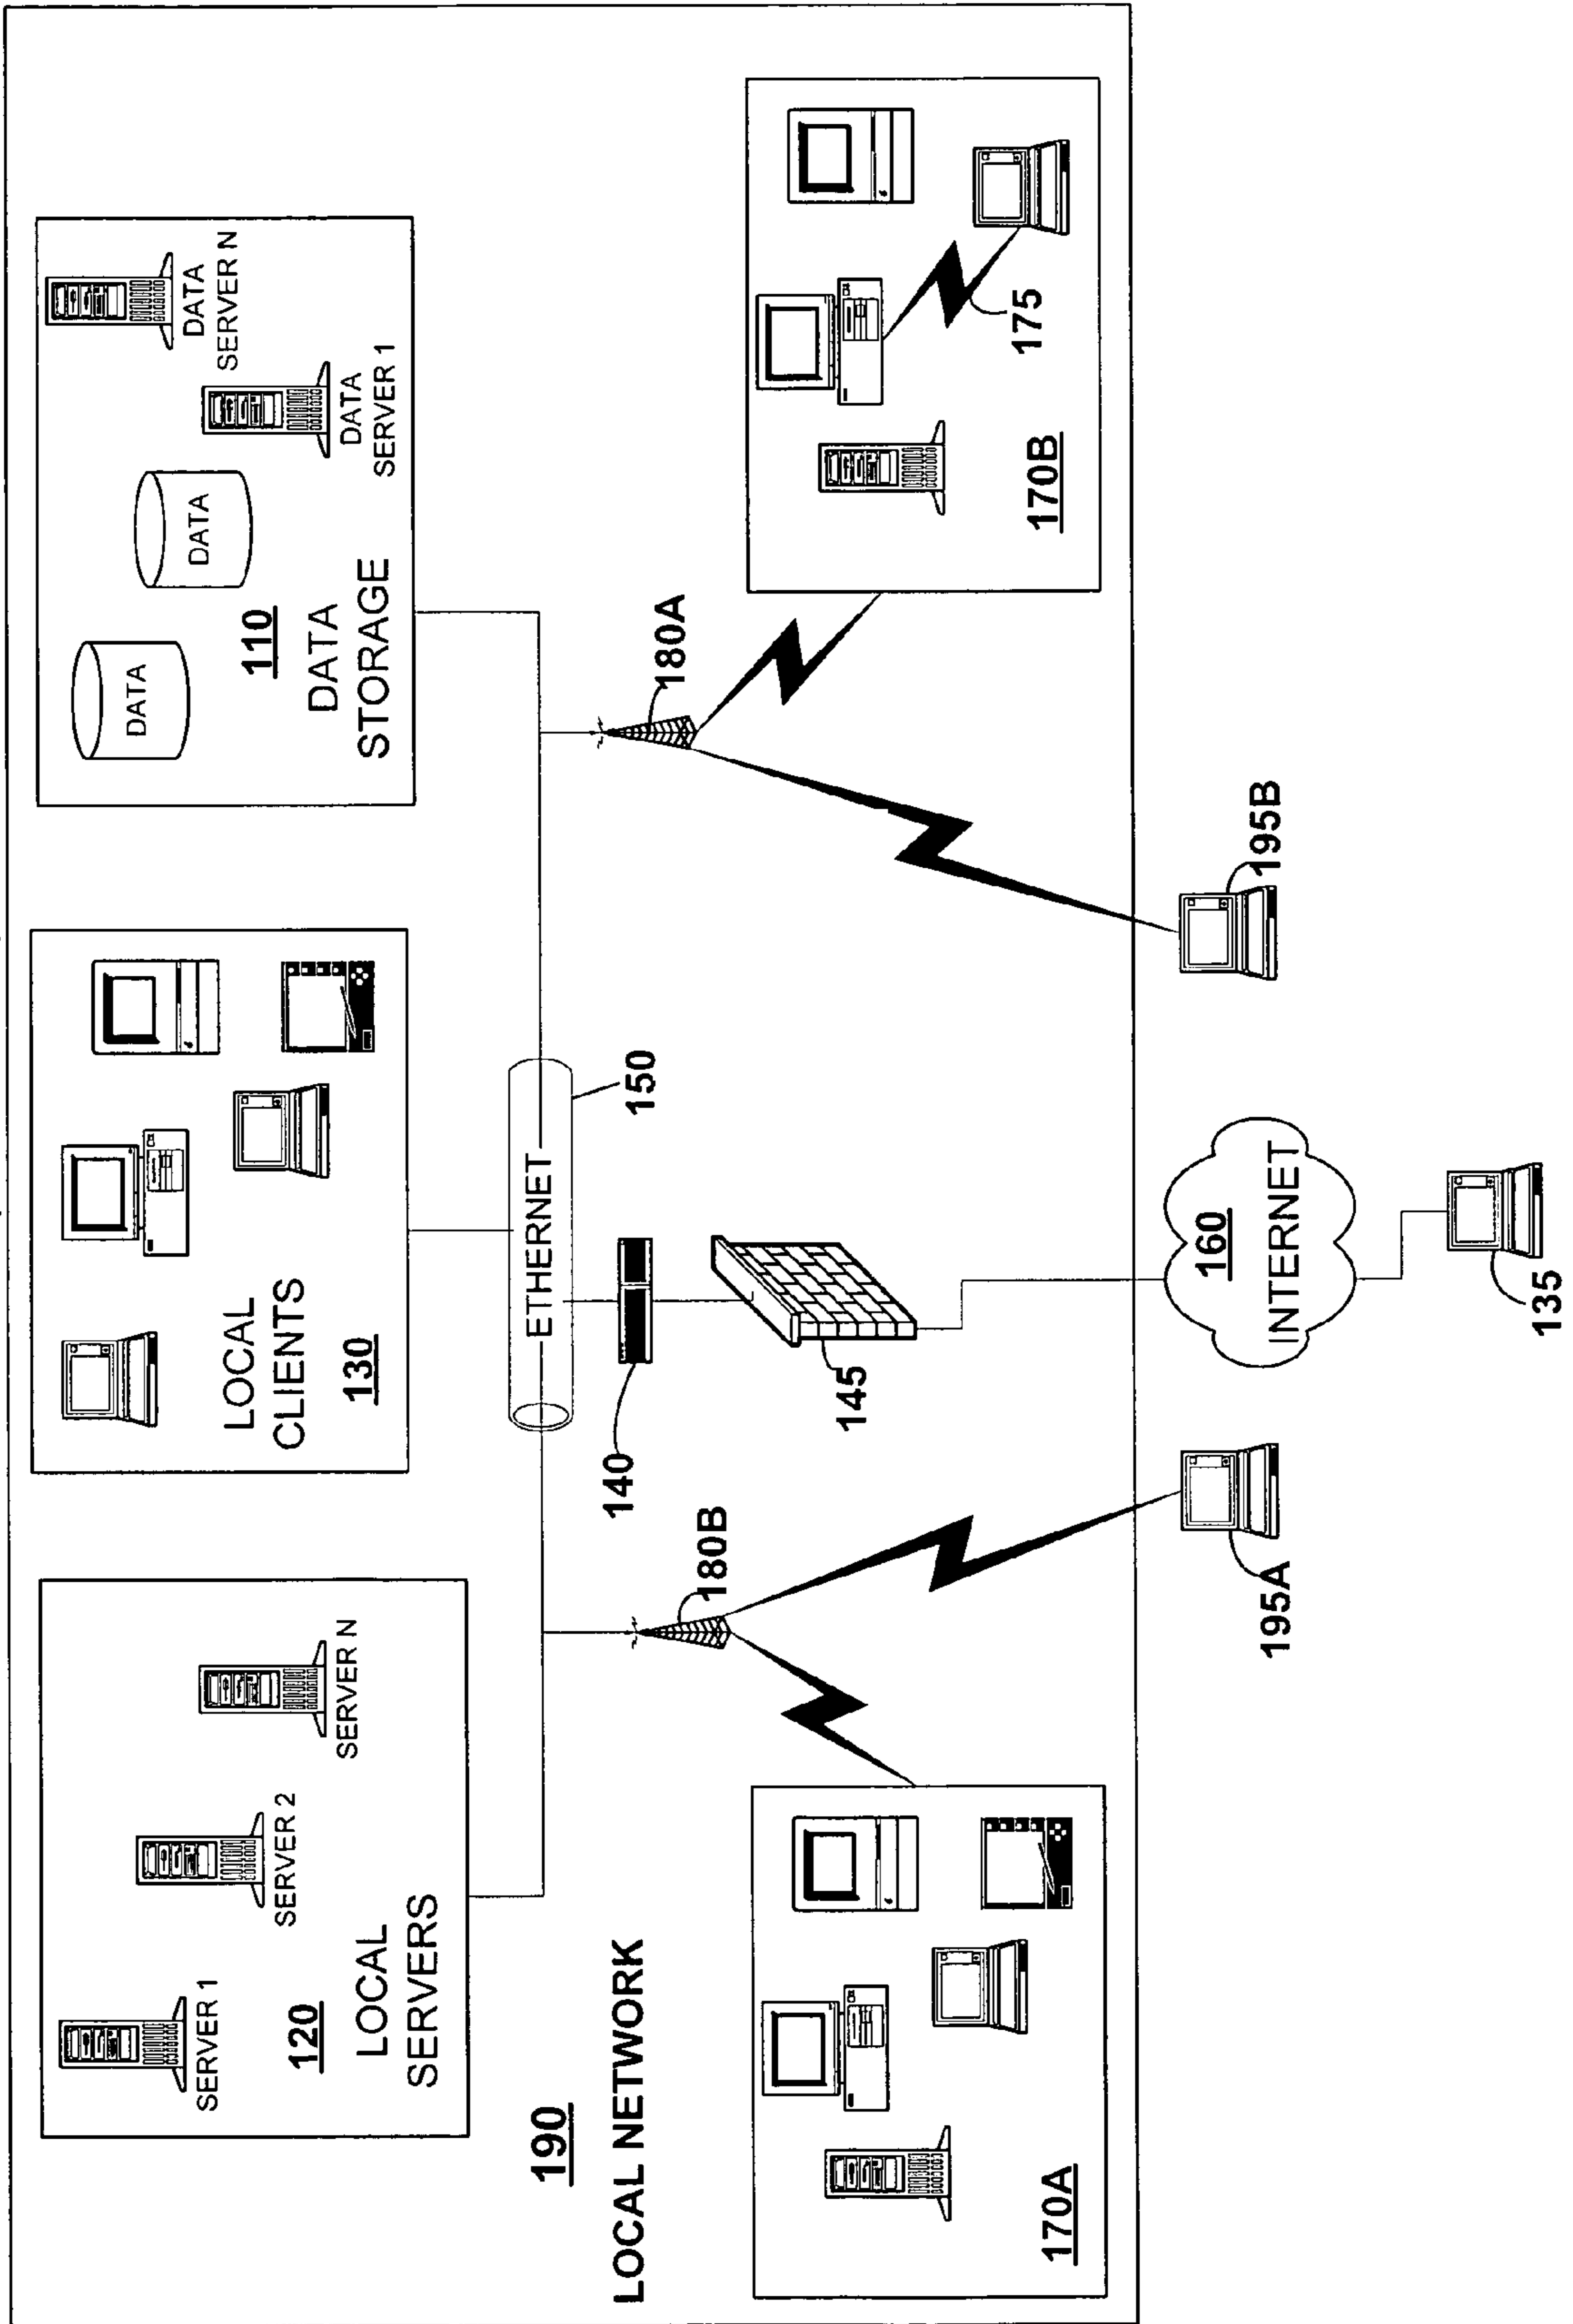 SERVER 1
SERVER 2
SERVER N
120
LOCAL
SERVERS
LOCAL
CLIENTS
130
DATA
DATA
110
DATA
STORAGE
DATA
SERVER 1
DATA
SERVER N
190
LOCAL NETWORK
ETHERNET
150
140
145
180B
180A
170A
170B
175
195A
195B
160
INTERNET
135